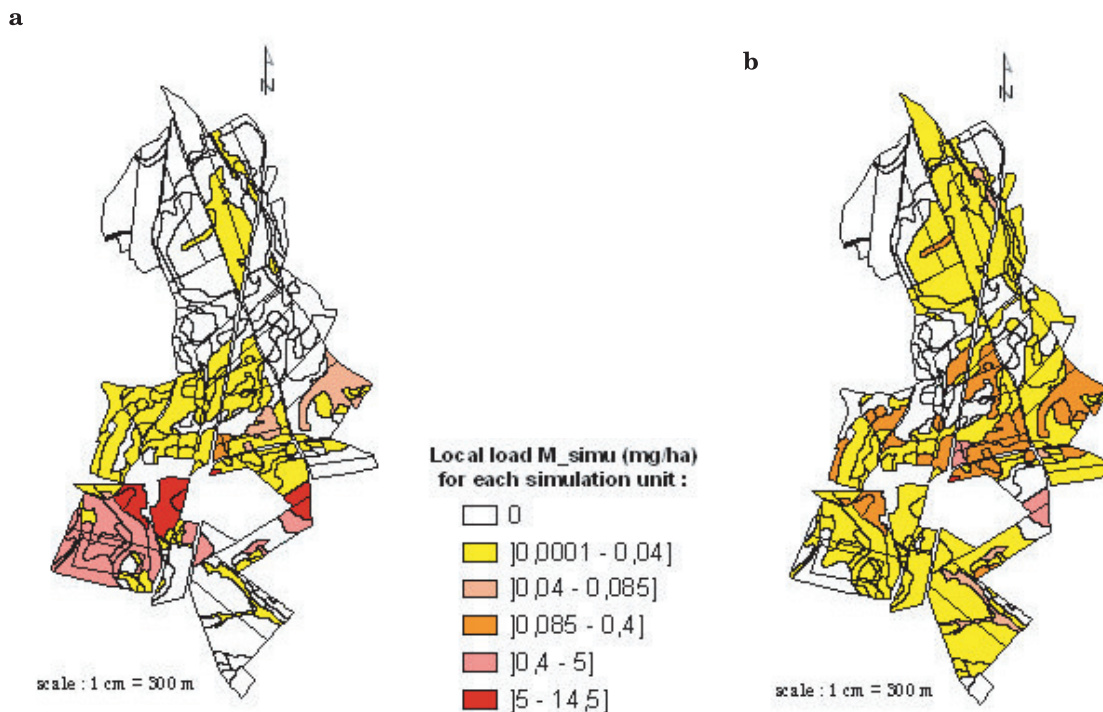 a
b
N
N
Local load M_simu (mg/ha)
for each simulation unit :
0
]0,0001 - 0,04]
]0,04 - 0,085]
]0,085 - 0,4]
]0,4 - 5]
]5 - 14,5]
scale : 1 cm = 300 m
scale : 1 cm = 300 m